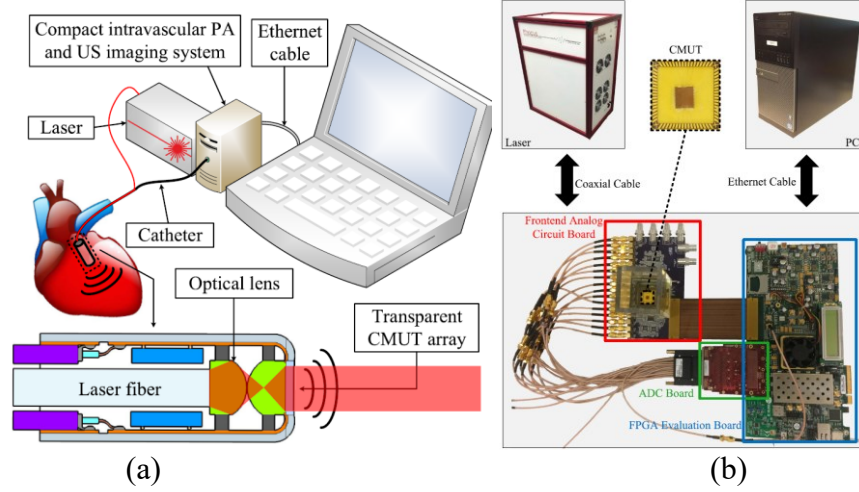 Compact intravascular PA
and US imaging system
Ethernet
cable
Laser
Catheter
Optical lens
Transparent
CMUT array
Laser fiber
(a)
CMUT
Laser
PC
Coaxial Cable
Ethernet Cable
Frontend Analog
Circuit Board
ADC Board
FPGA Evaluation Board
(b)